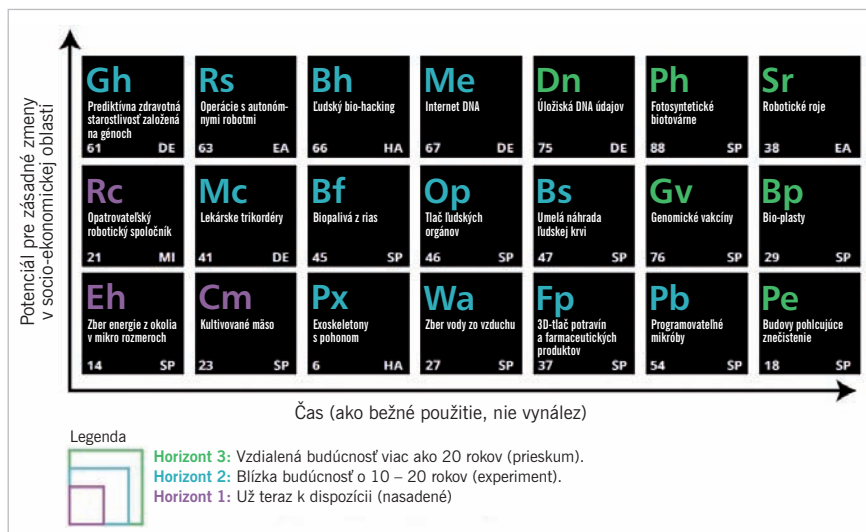 Potenciál pre zásadné zmeny
v socio-ekonomickej oblasti
Gh
Prediktívna zdravotná
starostlivosť založená
na génoch
61 DE
Rs
Operácie s autonóm-
nymi robotmi
63 EA
Bh
Ľudský bio-hacking
66 HA
Me
Internet DNA
67 DE
Dn
Úložiská DNA údajov
75 DE
Ph
Fotosyntetické
biotovárne
88 SP
Sr
Robotické roje
38 EA
Rc
Opatrovateľský
robotický spoločník
21 MI
Mc
Lekárske trikordéry
41 DE
Bf
Biopalivá z rias
45 SP
Op
Tlač ľudských
orgánov
46 SP
Bs
Umelá náhrada
ľudskej krvi
47 SP
Gv
Genomické vakcíny
76 SP
Bp
Bio-plasty
29 SP
Eh
Zber energie z okolia
v mikro rozmeroch
14 SP
Cm
Kultivované mäso
23 SP
Px
Exoskeletony
s pohonom
6 HA
Wa
Zber vody zo vzduchu
27 SP
Fp
3D-tlač potravín
a farmaceutických
produktov
37 SP
Pb
Programovateľné
mikróby
54 SP
Pe
Budovy pohlcujúce
znečistenie
18 SP
Čas (ako bežné použitie, nie vynález)
Legenda
Horizont 3: Vzdialená budúcnosť viac ako 20 rokov (prieskum).
Horizont 2: Blízka budúcnosť o 10 – 20 rokov (experiment).
Horizont 1: Už teraz k dispozícii (nasadené)